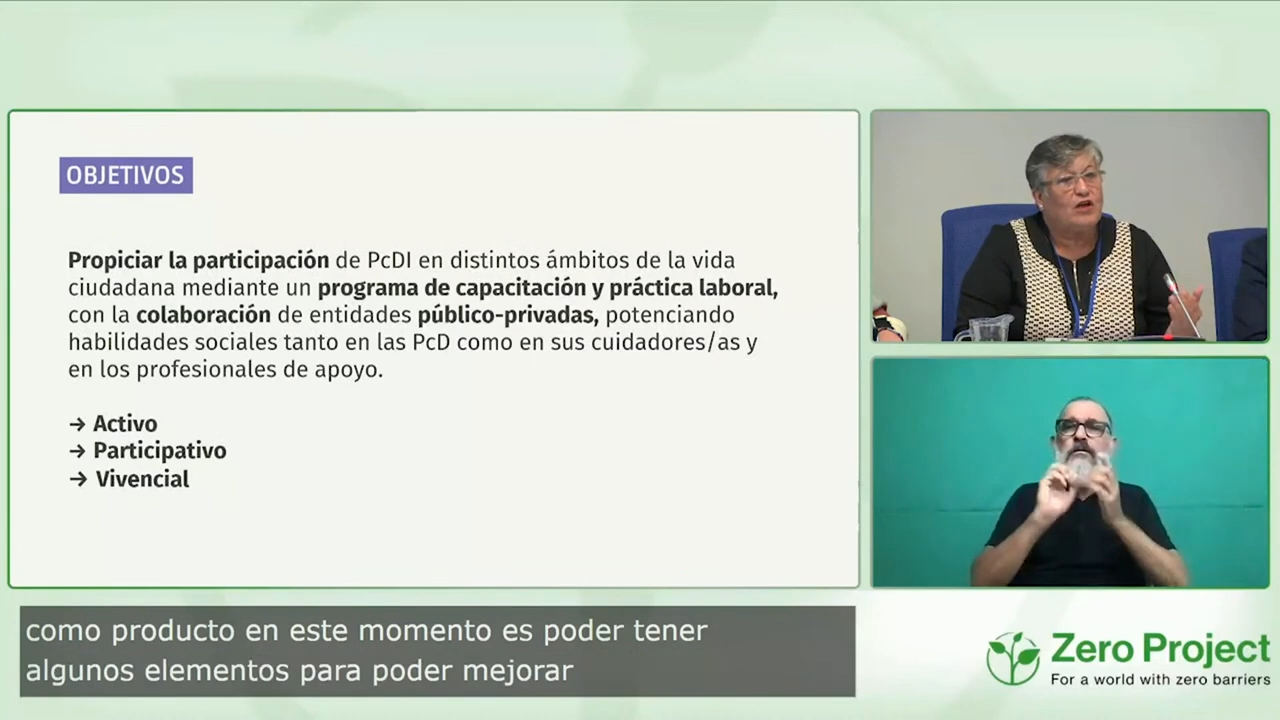 OBJETIVOS
Propiciar la participación de PcDI en distintos ámbitos de la vida
ciudadana mediante un programa de capacitación y práctica laboral,
con la colaboración de entidades público-privadas, potenciando
habilidades sociales tanto en las PcD como en sus cuidadores/as y
en los profesionales de apoyo.
→ Activo
→ Participativo
→ Vivencial
como producto en este momento es poder tener
algunos elementos para poder mejorar
Zero Project
For a world with zero barriers